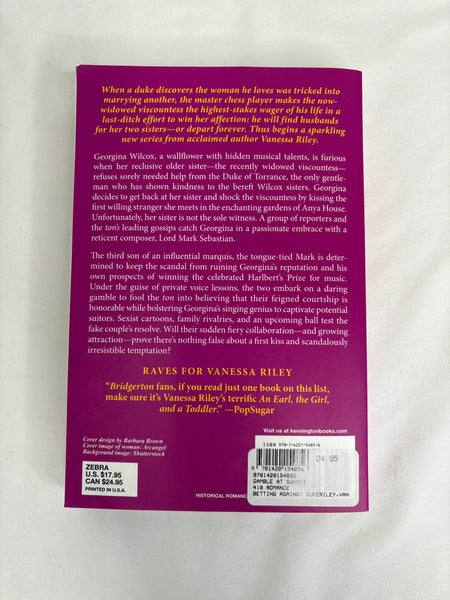 When a duke discovers the woman he loves was tricked into
marrying another, the master chess player makes the now-
widowed viscountess the highest-stakes wager of his life in a
last-ditch effort to win her affection: he will find husbands
for her two sisters—or depart forever. Thus begins a sparkling
new series from acclaimed author Vanessa Riley.
Georgina Wilcox, a wallflower with hidden musical talents, is furious
when her reclusive older sister—the recently widowed viscountess—
refuses sorely needed help from the Duke of Torrance, the only gentle-
man who has shown kindness to the bereft Wilcox sisters. Georgina
decides to get back at her sister and shock the viscountess by kissing the
first willing stranger she meets in the enchanting gardens of Anya House.
Unfortunately, her sister is not the sole witness. A group of reporters and
the ton's leading gossips catch Georgina in a passionate embrace with a
reticent composer, Lord Mark Sebastian.
The third son of an influential marquis, the tongue-tied Mark is deter-
mined to keep the scandal from ruining Georgina's reputation and his
own prospects of winning the celebrated Harlbert's Prize for music.
Under the guise of private voice lessons, the two embark on a daring
gamble to fool the ton into believing that their feigned courtship is
honorable while bolstering Georgina's singing genius to captivate potential
suitors. Sexist cartoons, family rivalries, and an upcoming ball test the
fake couple's resolve. Will their sudden fiery collaboration—and growing
attraction—prove there's nothing false about a first kiss and scandalously
irresistible temptation?
RAVES FOR VANESSA RILEY
"Bridgerton fans, if you read just one book on this list,
make sure it's Vanessa Riley's terrific An Earl, the Girl,
and a Toddler." —PopSugar
Visit us at kensingtonbooks.com
Cover design by Barbara Brown
Cover image of woman: Arcangel
Background image: Shutterstock
ZEBRA
U.S. $17.95
CAN $24.95
PRINTED IN U.S.A.
HISTORICAL ROMANC
ISBN 978-1-4201-5485-6
9 781420 154856
24.95
9781420154856
GAMBLE AT SUNSET
410 ROMANCE
BETTING AGAINST DUKERILEY,VAN